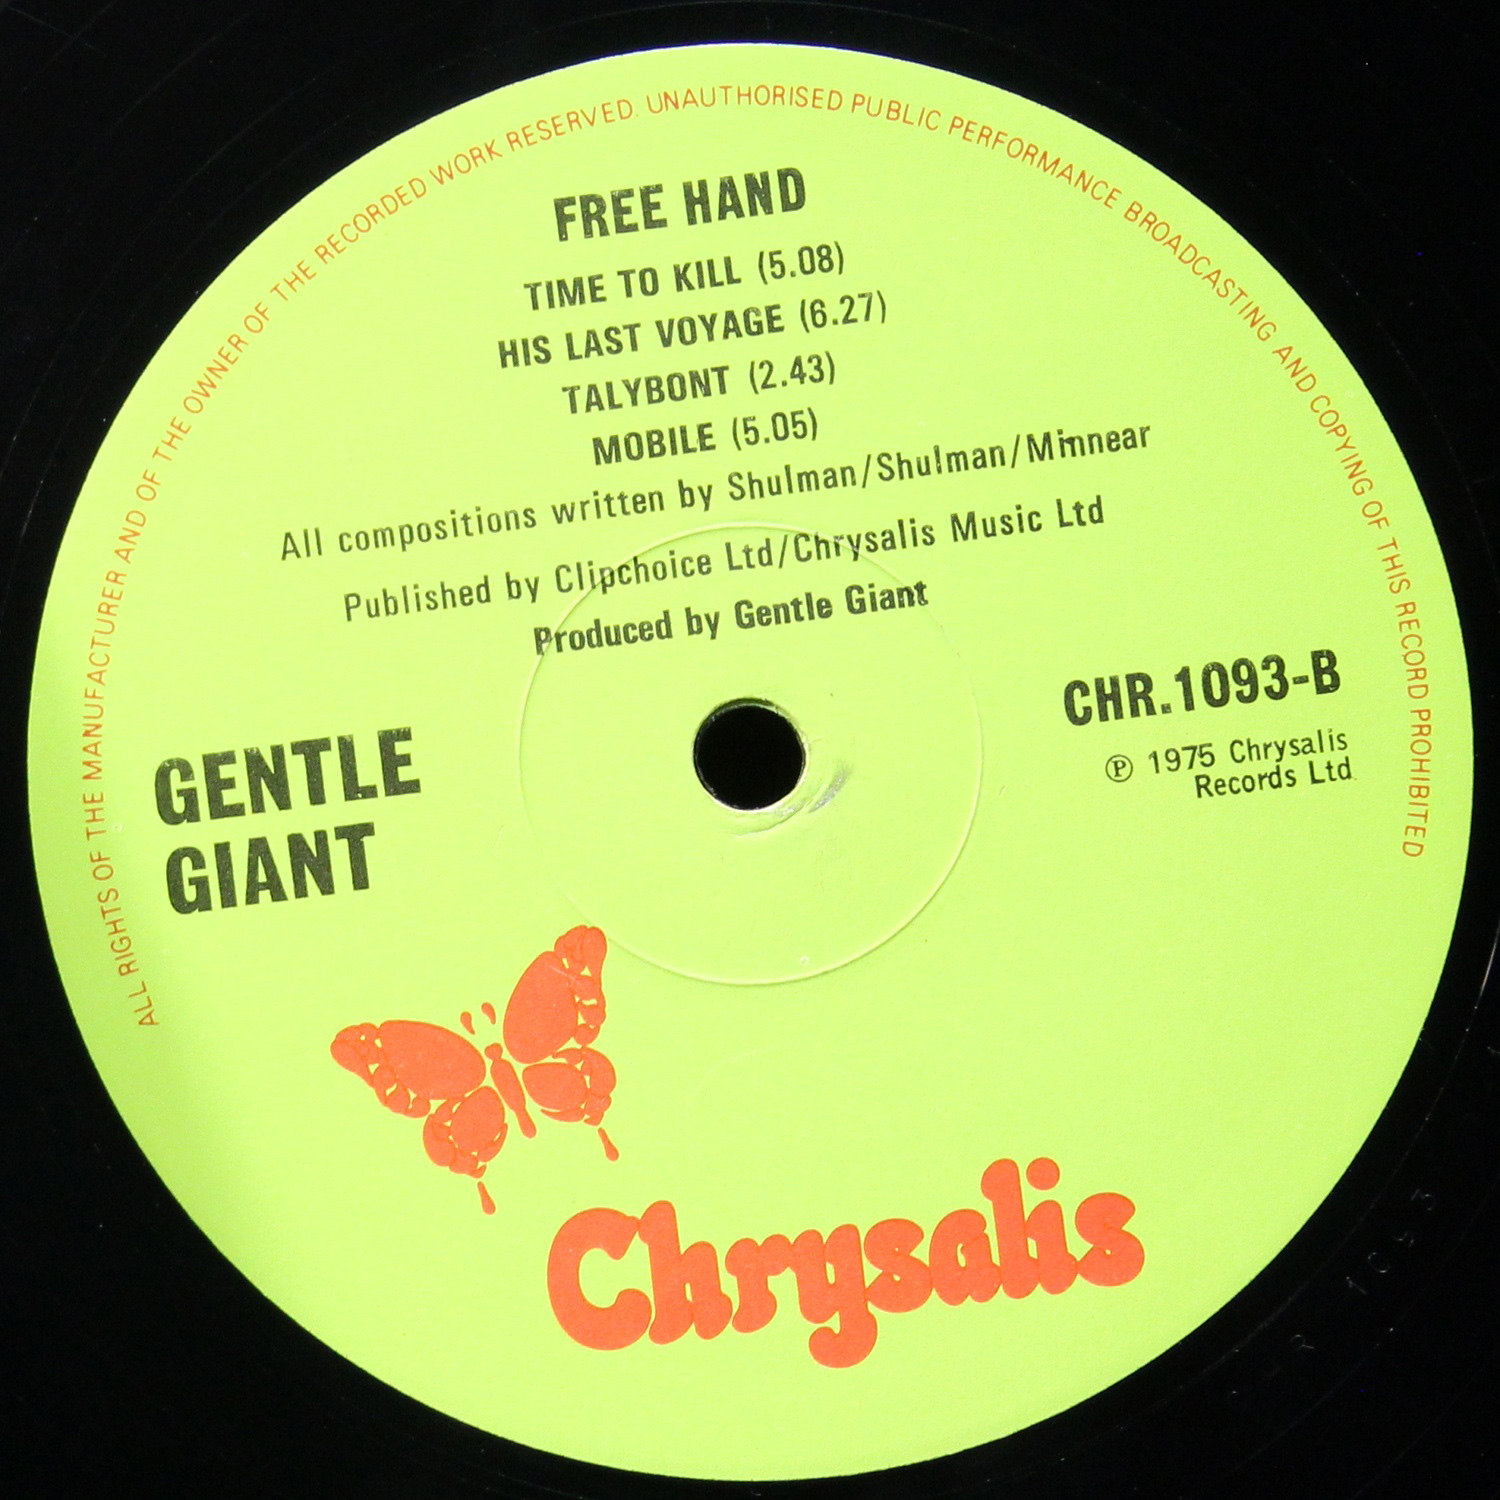 ALL RIGHTS OF THE MANUFACTURER AND OF THE OWNER OF THE RECORDED WORK RESERVED. UNAUTHORISED PUBLIC PERFORMANCE BROADCASTING AND COPYING OF THIS RECORD PROHIBITED
FREE HAND
TIME TO KILL (5.08)
HIS LAST VOYAGE (6.27)
TALYBONT (2.43)
MOBILE (5.05)
All compositions written by Shulman/Shulman/Minnear
Published by Clipchoice Ltd/Chrysalis Music Ltd
Produced by Gentle Giant
CHR.1093-B
℗ 1975 Chrysalis
Records Ltd
GENTLE
GIANT
Chrysalis
1093